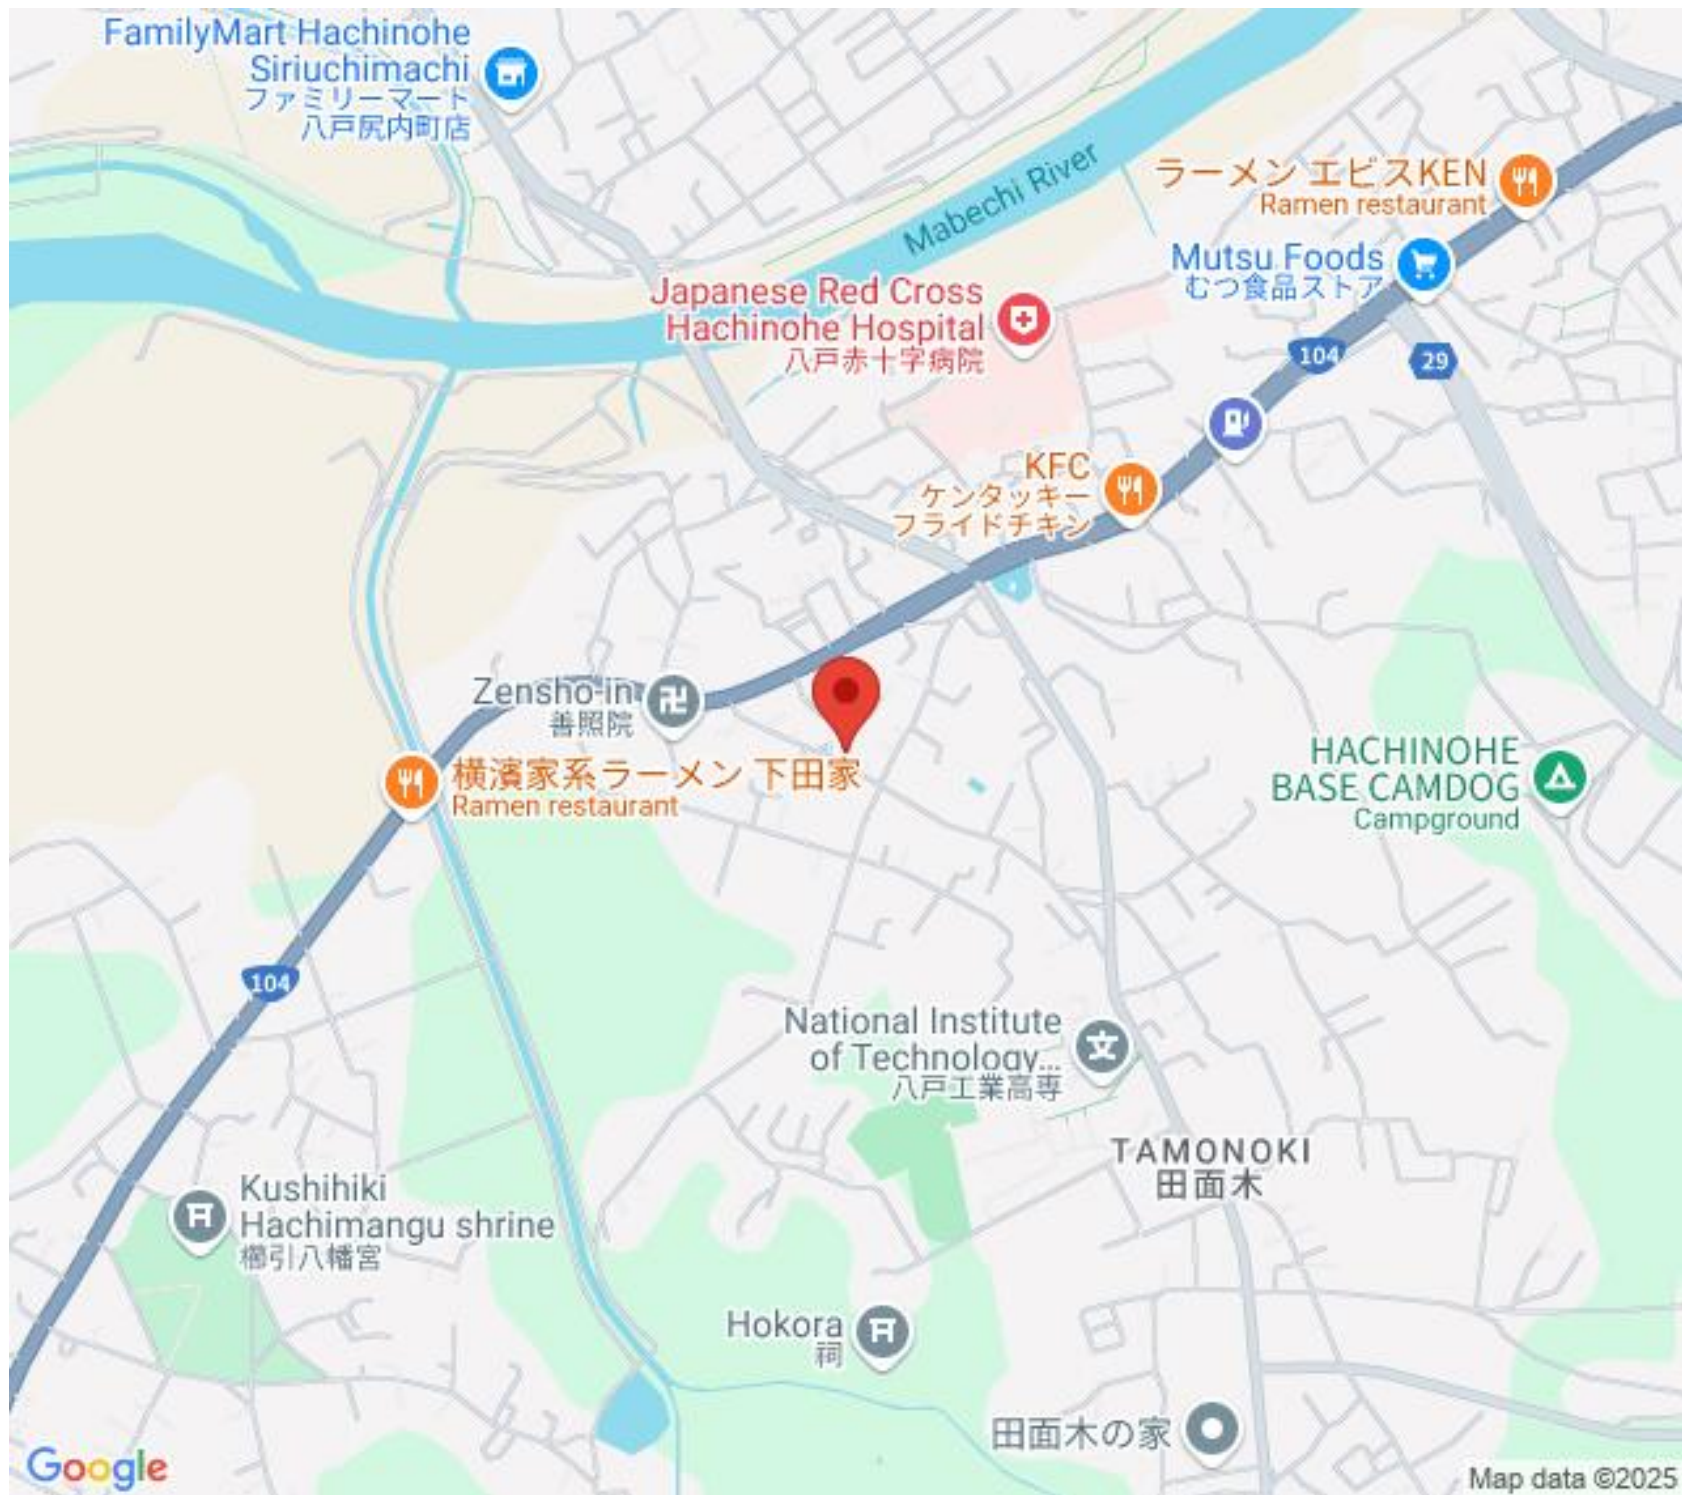 FamilyMart Hachinohe
Siriuchimachi
ファミリーマート
八戸尻内町店
Mabechi River
ラーメン エビスKEN
Ramen restaurant
Mutsu Foods
むつ食品ストア
Japanese Red Cross
Hachinohe Hospital
八戸赤十字病院
104
29
KFC
ケンタッキー
フライドチキン
Zensho-in
善照院
横濱家系ラーメン 下田家
Ramen restaurant
HACHINOHE
BASE CAMDOG
Campground
104
National Institute
of Technology...
八戸工業高専
文
TAMONOKI
田面木
Kushihiki
Hachimangu shrine
櫛引八幡宮
Hokora
祠
田面木の家
Google
Map data ©2025